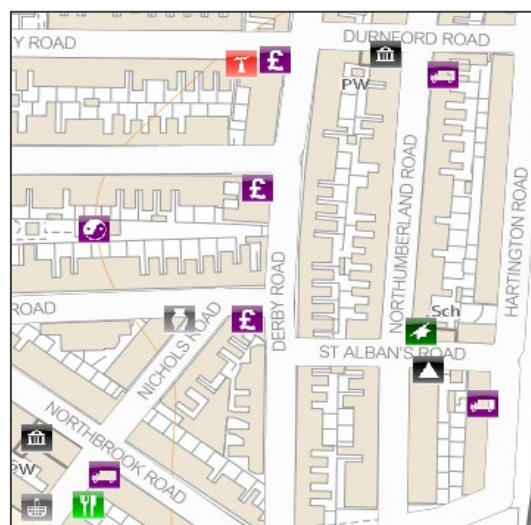 Y ROAD
DURNFORD ROAD
£
PW
£
NORTHUMBERLAND ROAD
HARTINGTON ROAD
DERBY ROAD
ROAD
£
Sch
NICHOLS ROAD
ST ALBAN'S ROAD
NORTHBROOK ROAD
PW